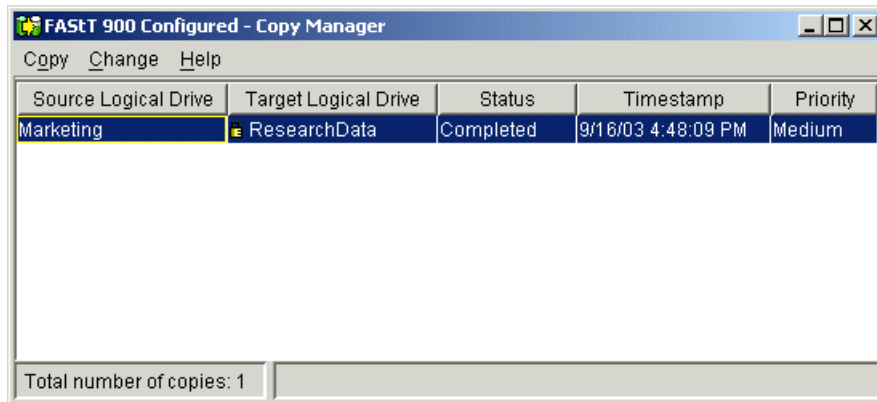 FAStT 900 Configured - Copy Manager
Copy Change Help
Source Logical Drive Target Logical Drive Status Timestamp Priority
Marketing ResearchData Completed 9/16/03 4:48:09 PM Medium
Total number of copies: 1